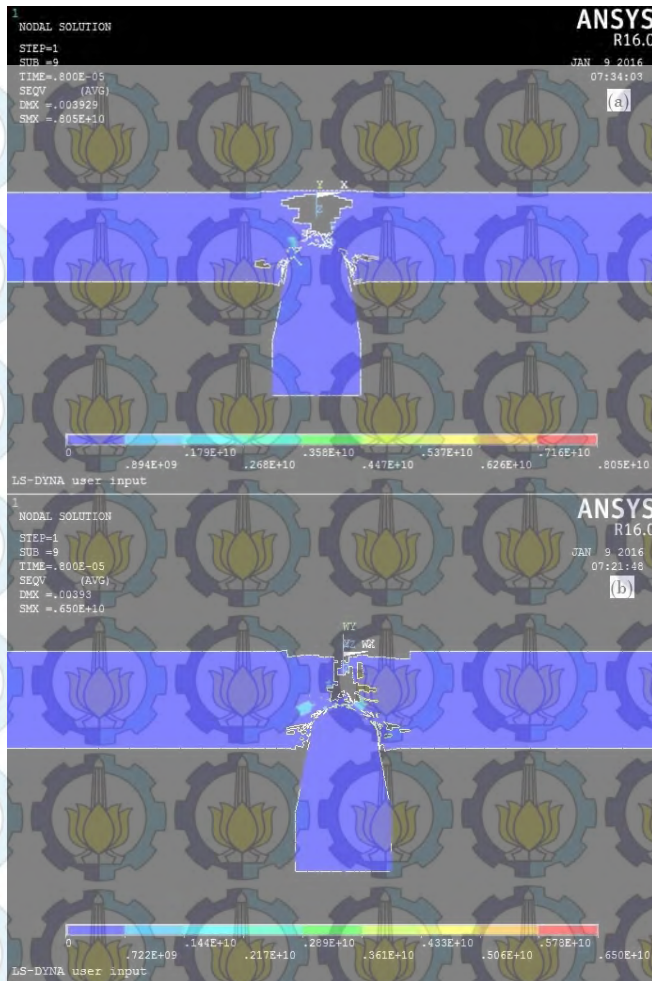 1
NODAL SOLUTION
ANSYS
R16.0
STEP=1
SUB =9
TIME=.800E-05
SEQV (AVG)
DMX =.003929
SMX =.805E+10
JAN 9 2016
07:34:03
(a)
Y X
0 .179E+10 .358E+10 .537E+10 .716E+10
.894E+09 .268E+10 .447E+10 .626E+10 .805E+10
LS-DYNA user input
1
NODAL SOLUTION
ANSYS
R16.0
STEP=1
SUB =9
TIME=.800E-05
SEQV (AVG)
DMX =.00393
SMX =.650E+10
JAN 9 2016
07:21:48
(b)
WY
WX
0 .144E+10 .289E+10 .433E+10 .578E+10
.722E+09 .217E+10 .361E+10 .506E+10 .650E+10
LS-DYNA user input